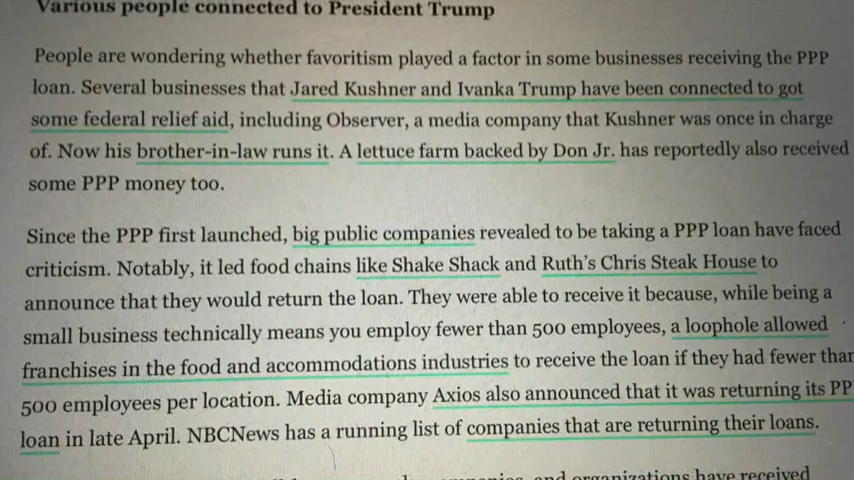 Various people connected to President Trump
People are wondering whether favoritism played a factor in some businesses receiving the PPP
loan. Several businesses that Jared Kushner and Ivanka Trump have been connected to got
some federal relief aid, including Observer, a media company that Kushner was once in charge
of. Now his brother-in-law runs it. A lettuce farm backed by Don Jr. has reportedly also received
some PPP money too.
Since the PPP first launched, big public companies revealed to be taking a PPP loan have faced
criticism. Notably, it led food chains like Shake Shack and Ruth's Chris Steak House to
announce that they would return the loan. They were able to receive it because, while being a
small business technically means you employ fewer than 500 employees, a loophole allowed
franchises in the food and accommodations industries to receive the loan if they had fewer than
500 employees per location. Media company Axios also announced that it was returning its PP
loan in late April. NBCNews has a running list of companies that are returning their loans.
and organizations have received